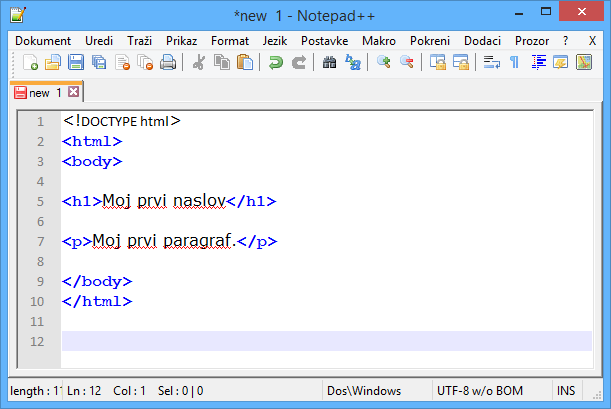 *new 1 - Notepad++
Dokument Uredi Traži Prikaz Format Jezik Postavke Makro Pokreni Dodaci Prozor ? X
new 1
1 <!DOCTYPE html>
2 <html>
3 <body>
4
5 <h1>Moj prvi naslov</h1>
6
7 <p>Moj prvi paragraf.</p>
8
9 </body>
10 </html>
11
12
length : 11 Ln : 12 Col : 1 Sel : 0 | 0 Dos\Windows UTF-8 w/o BOM INS